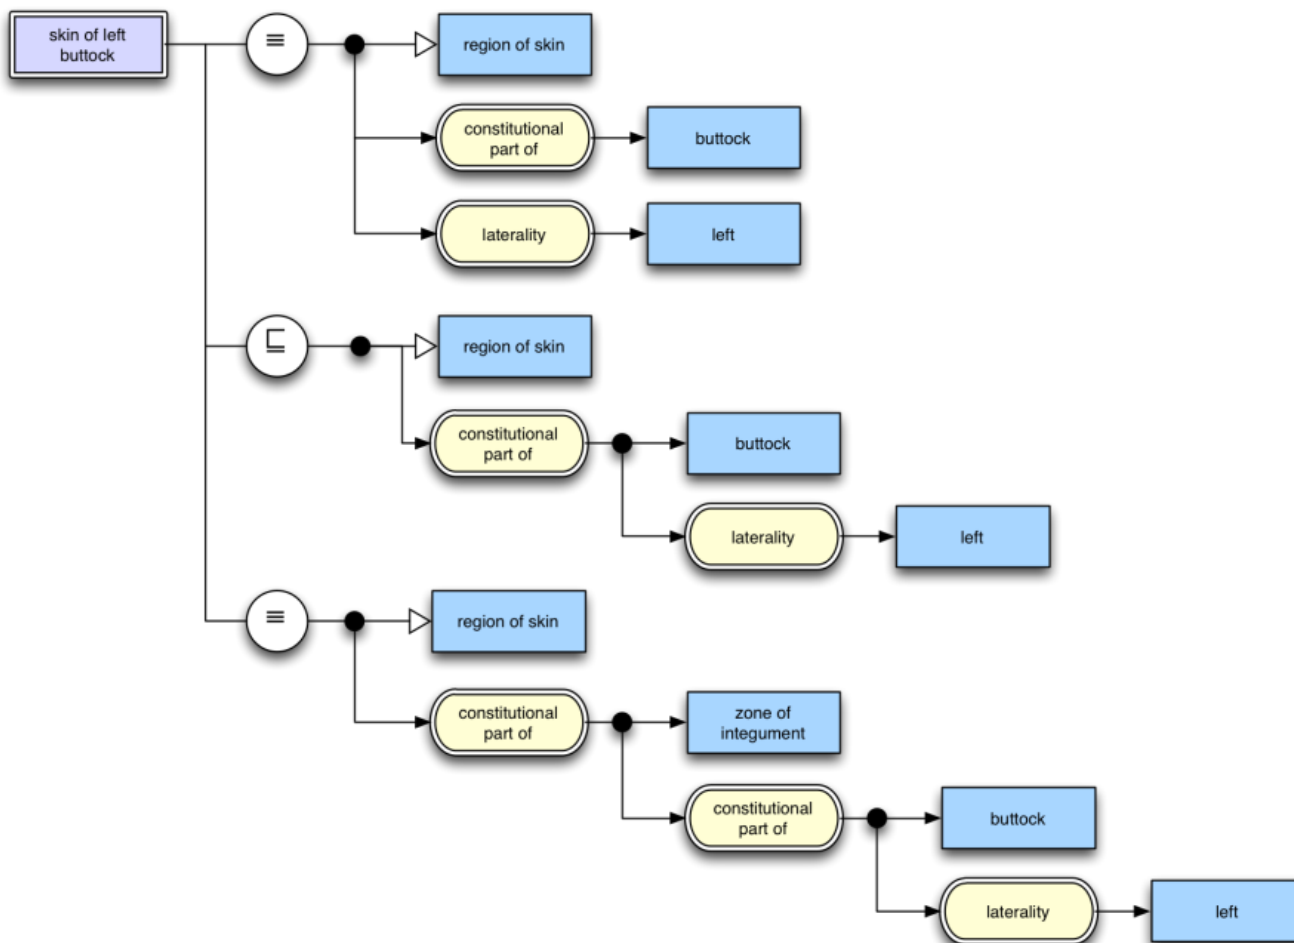 skin of left
buttock
≡
region of skin
constitutional
part of
buttock
laterality
left
⊑
region of skin
constitutional
part of
buttock
laterality
left
≡
region of skin
constitutional
part of
zone of
integument
constitutional
part of
buttock
laterality
left